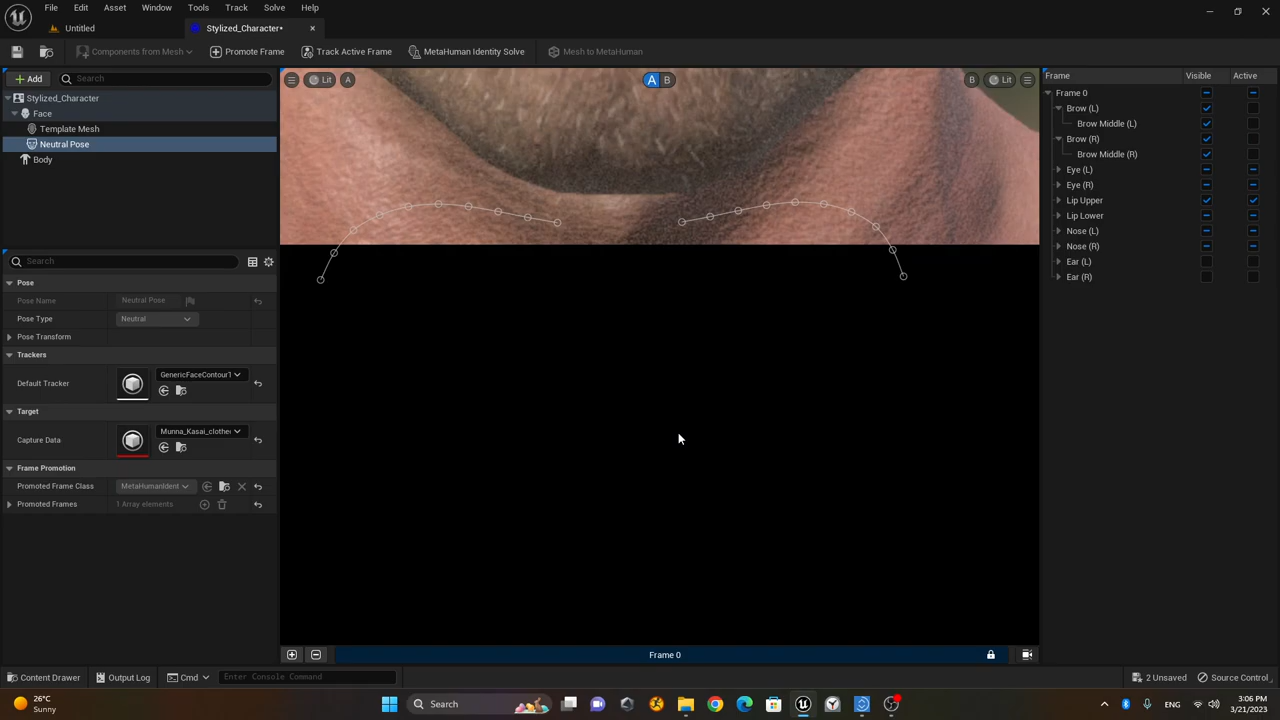 File Edit Asset Window Tools Track Solve Help
Untitled
Stylized_Character•
Components from Mesh
Promote Frame
Track Active Frame
MetaHuman Identity Solve
Mesh to MetaHuman
Add
Search
Stylized_Character
Face
Template Mesh
Neutral Pose
Body
Search
Pose
Pose Name Neutral Pose
Pose Type Neutral
Pose Transform
Trackers
Default Tracker GenericFaceContourT
Target
Capture Data Munna_Kasai_clothe
Frame Promotion
Promoted Frame Class MetaHumanIdent
Promoted Frames 1 Array elements
Lit A
A B
B Lit
Frame 0
Frame Visible Active
Frame 0
Brow (L)
Brow Middle (L)
Brow (R)
Brow Middle (R)
Eye (L)
Eye (R)
Lip Upper
Lip Lower
Nose (L)
Nose (R)
Ear (L)
Ear (R)
Content Drawer Output Log Cmd Enter Console Command 2 Unsaved Source Control
26°C
Sunny
Search
3:06 PM
3/21/2023